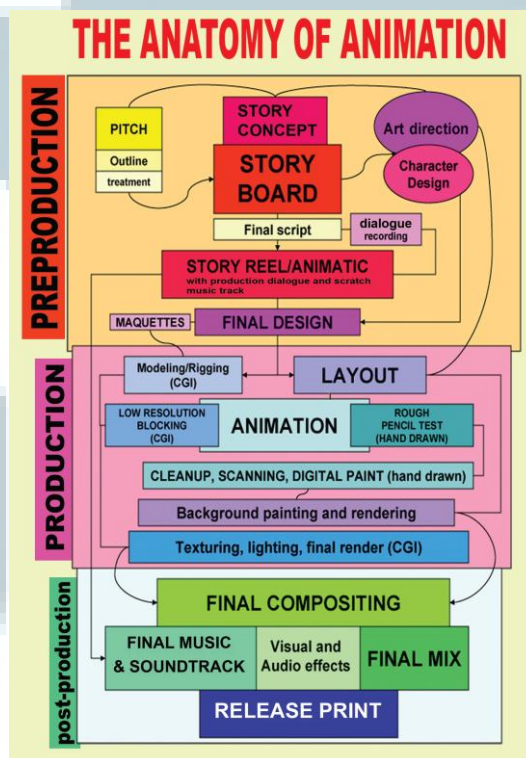 THE ANATOMY OF ANIMATION
PREPRODUCTION
PITCH
Outline
treatment
STORY
CONCEPT
STORY
BOARD
Art direction
Character
Design
Final script
dialogue
recording
STORY REEL/ANIMATIC
with production dialogue and scratch
music track
MAQUETTES
FINAL DESIGN
PRODUCTION
Modeling/Rigging
(CGI)
LAYOUT
LOW RESOLUTION
BLOCKING
(CGI)
ANIMATION
ROUGH
PENCIL TEST
(HAND DRAWN)
CLEANUP, SCANNING, DIGITAL PAINT (hand drawn)
Background painting and rendering
Texturing, lighting, final render (CGI)
post-production
FINAL COMPOSITING
FINAL MUSIC
& SOUNDTRACK
Visual and
Audio effects
FINAL MIX
RELEASE PRINT